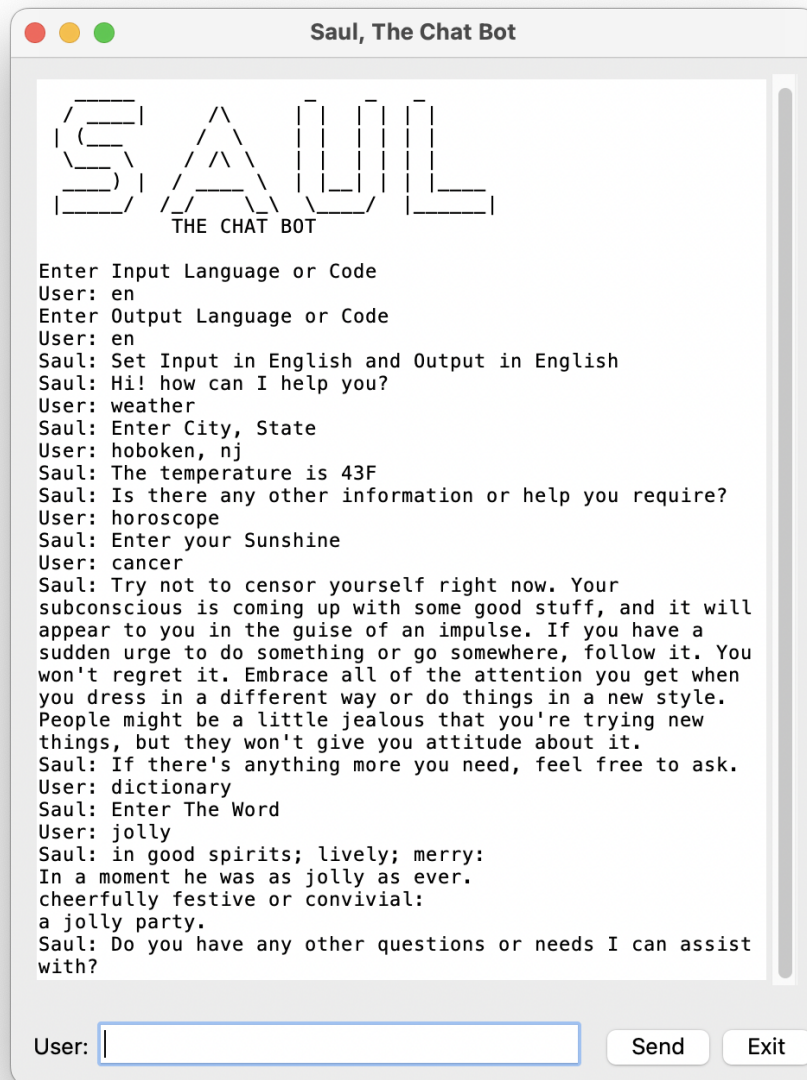 Saul, The Chat Bot
SAUL
THE CHAT BOT
Enter Input Language or Code
User: en
Enter Output Language or Code
User: en
Saul: Set Input in English and Output in English
Saul: Hi! how can I help you?
User: weather
Saul: Enter City, State
User: hoboken, nj
Saul: The temperature is 43F
Saul: Is there any other information or help you require?
User: horoscope
Saul: Enter your Sunshine
User: cancer
Saul: Try not to censor yourself right now. Your
subconscious is coming up with some good stuff, and it will
appear to you in the guise of an impulse. If you have a
sudden urge to do something or go somewhere, follow it. You
won't regret it. Embrace all of the attention you get when
you dress in a different way or do things in a new style.
People might be a little jealous that you're trying new
things, but they won't give you attitude about it.
Saul: If there's anything more you need, feel free to ask.
User: dictionary
Saul: Enter The Word
User: jolly
Saul: in good spirits; lively; merry:
In a moment he was as jolly as ever.
cheerfully festive or convivial:
a jolly party.
Saul: Do you have any other questions or needs I can assist
with?
User: Send Exit